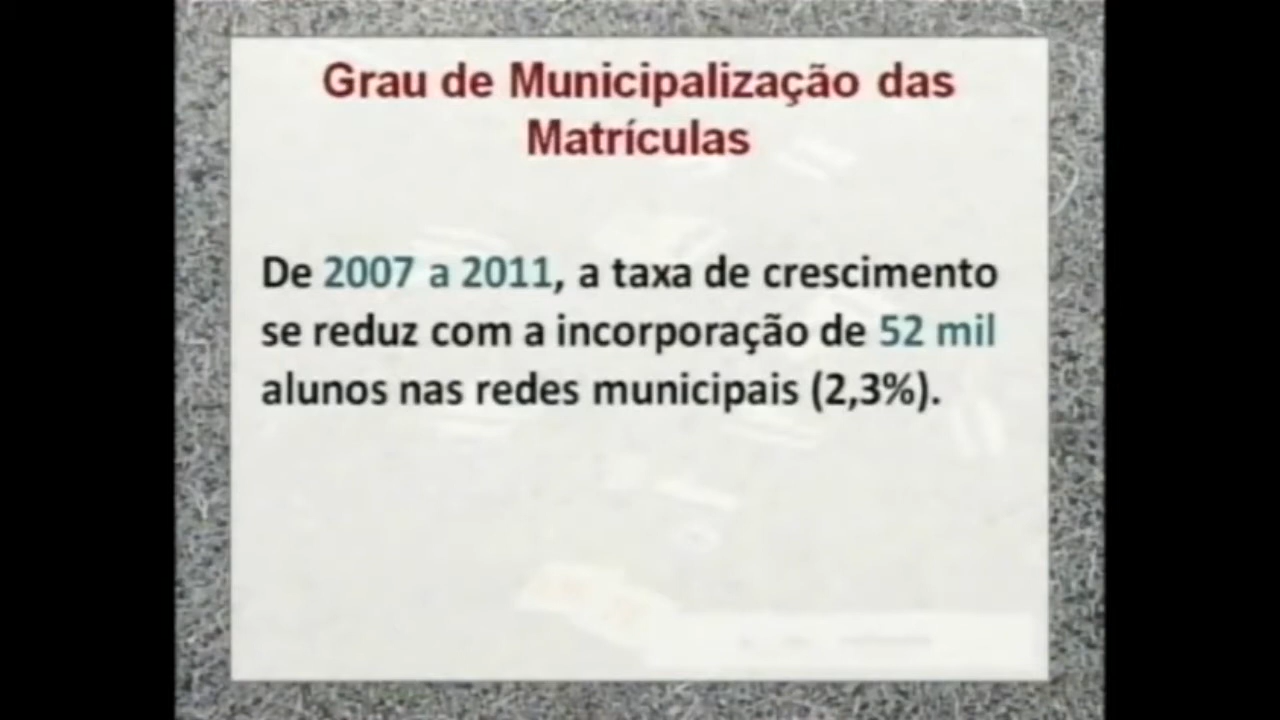 Grau de Municipalização das
Matrículas
De 2007 a 2011, a taxa de crescimento
se reduz com a incorporação de 52 mil
alunos nas redes municipais (2,3%).